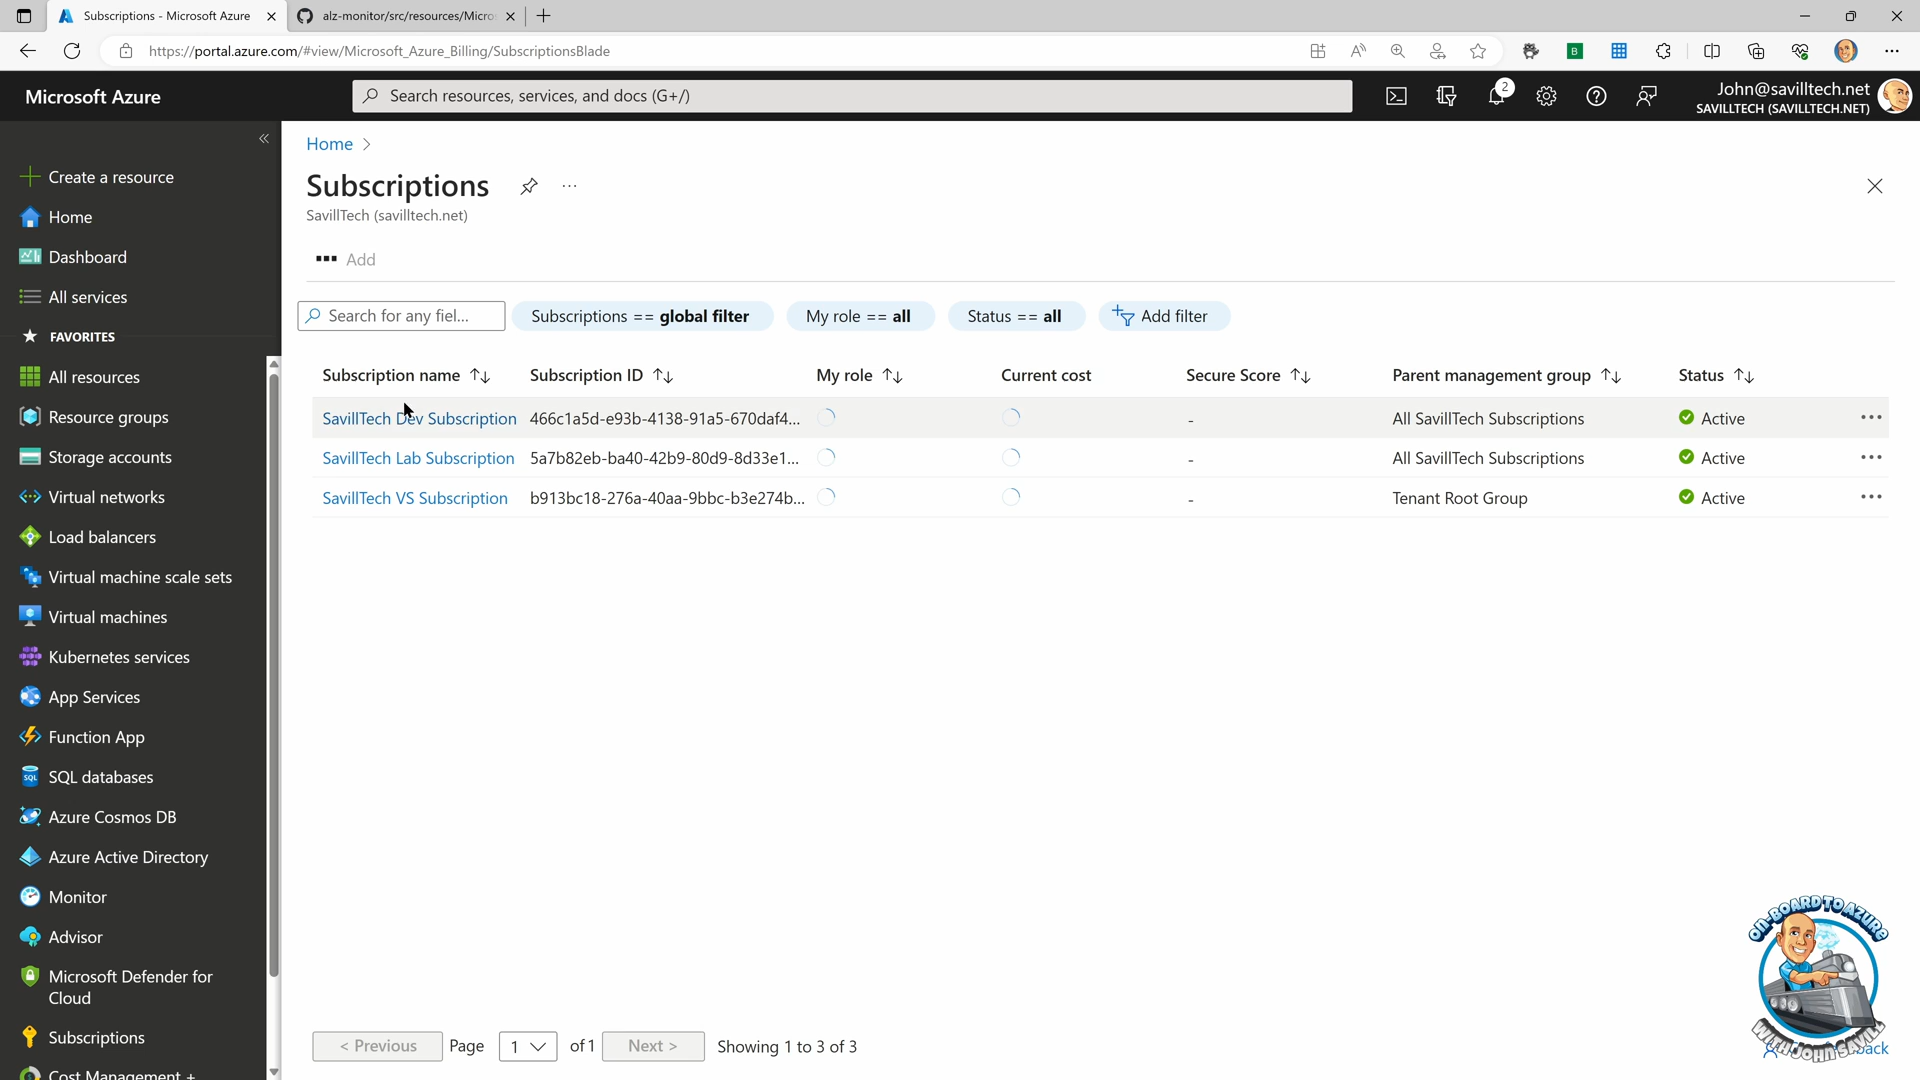 Subscriptions - Microsoft Azure
alz-monitor/src/resources/Micro
https://portal.azure.com/#view/Microsoft_Azure_Billing/SubscriptionsBlade
Microsoft Azure
Search resources, services, and docs (G+/)
2
John@savilltech.net
SAVILLTECH (SAVILLTECH.NET)
Home
Subscriptions
SavillTech (savilltech.net)
Add
Search for any fiel...
Subscriptions == global filter
My role == all
Status == all
Add filter
Subscription name
Subscription ID
My role
Current cost
Secure Score
Parent management group
Status
SavillTech Dev Subscription
466c1a5d-e93b-4138-91a5-670daf4...
-
All SavillTech Subscriptions
Active
SavillTech Lab Subscription
5a7b82eb-ba40-42b9-80d9-8d33e1...
-
All SavillTech Subscriptions
Active
SavillTech VS Subscription
b913bc18-276a-40aa-9bbc-b3e274b...
-
Tenant Root Group
Active
Create a resource
Home
Dashboard
All services
FAVORITES
All resources
Resource groups
Storage accounts
Virtual networks
Load balancers
Virtual machine scale sets
Virtual machines
Kubernetes services
App Services
Function App
SQL databases
Azure Cosmos DB
Azure Active Directory
Monitor
Advisor
Microsoft Defender for
Cloud
Subscriptions
Cost Management +
< Previous
Page
1
of 1
Next >
Showing 1 to 3 of 3
ON-BOARD TO AZURE
WITH JOHN SAVILL